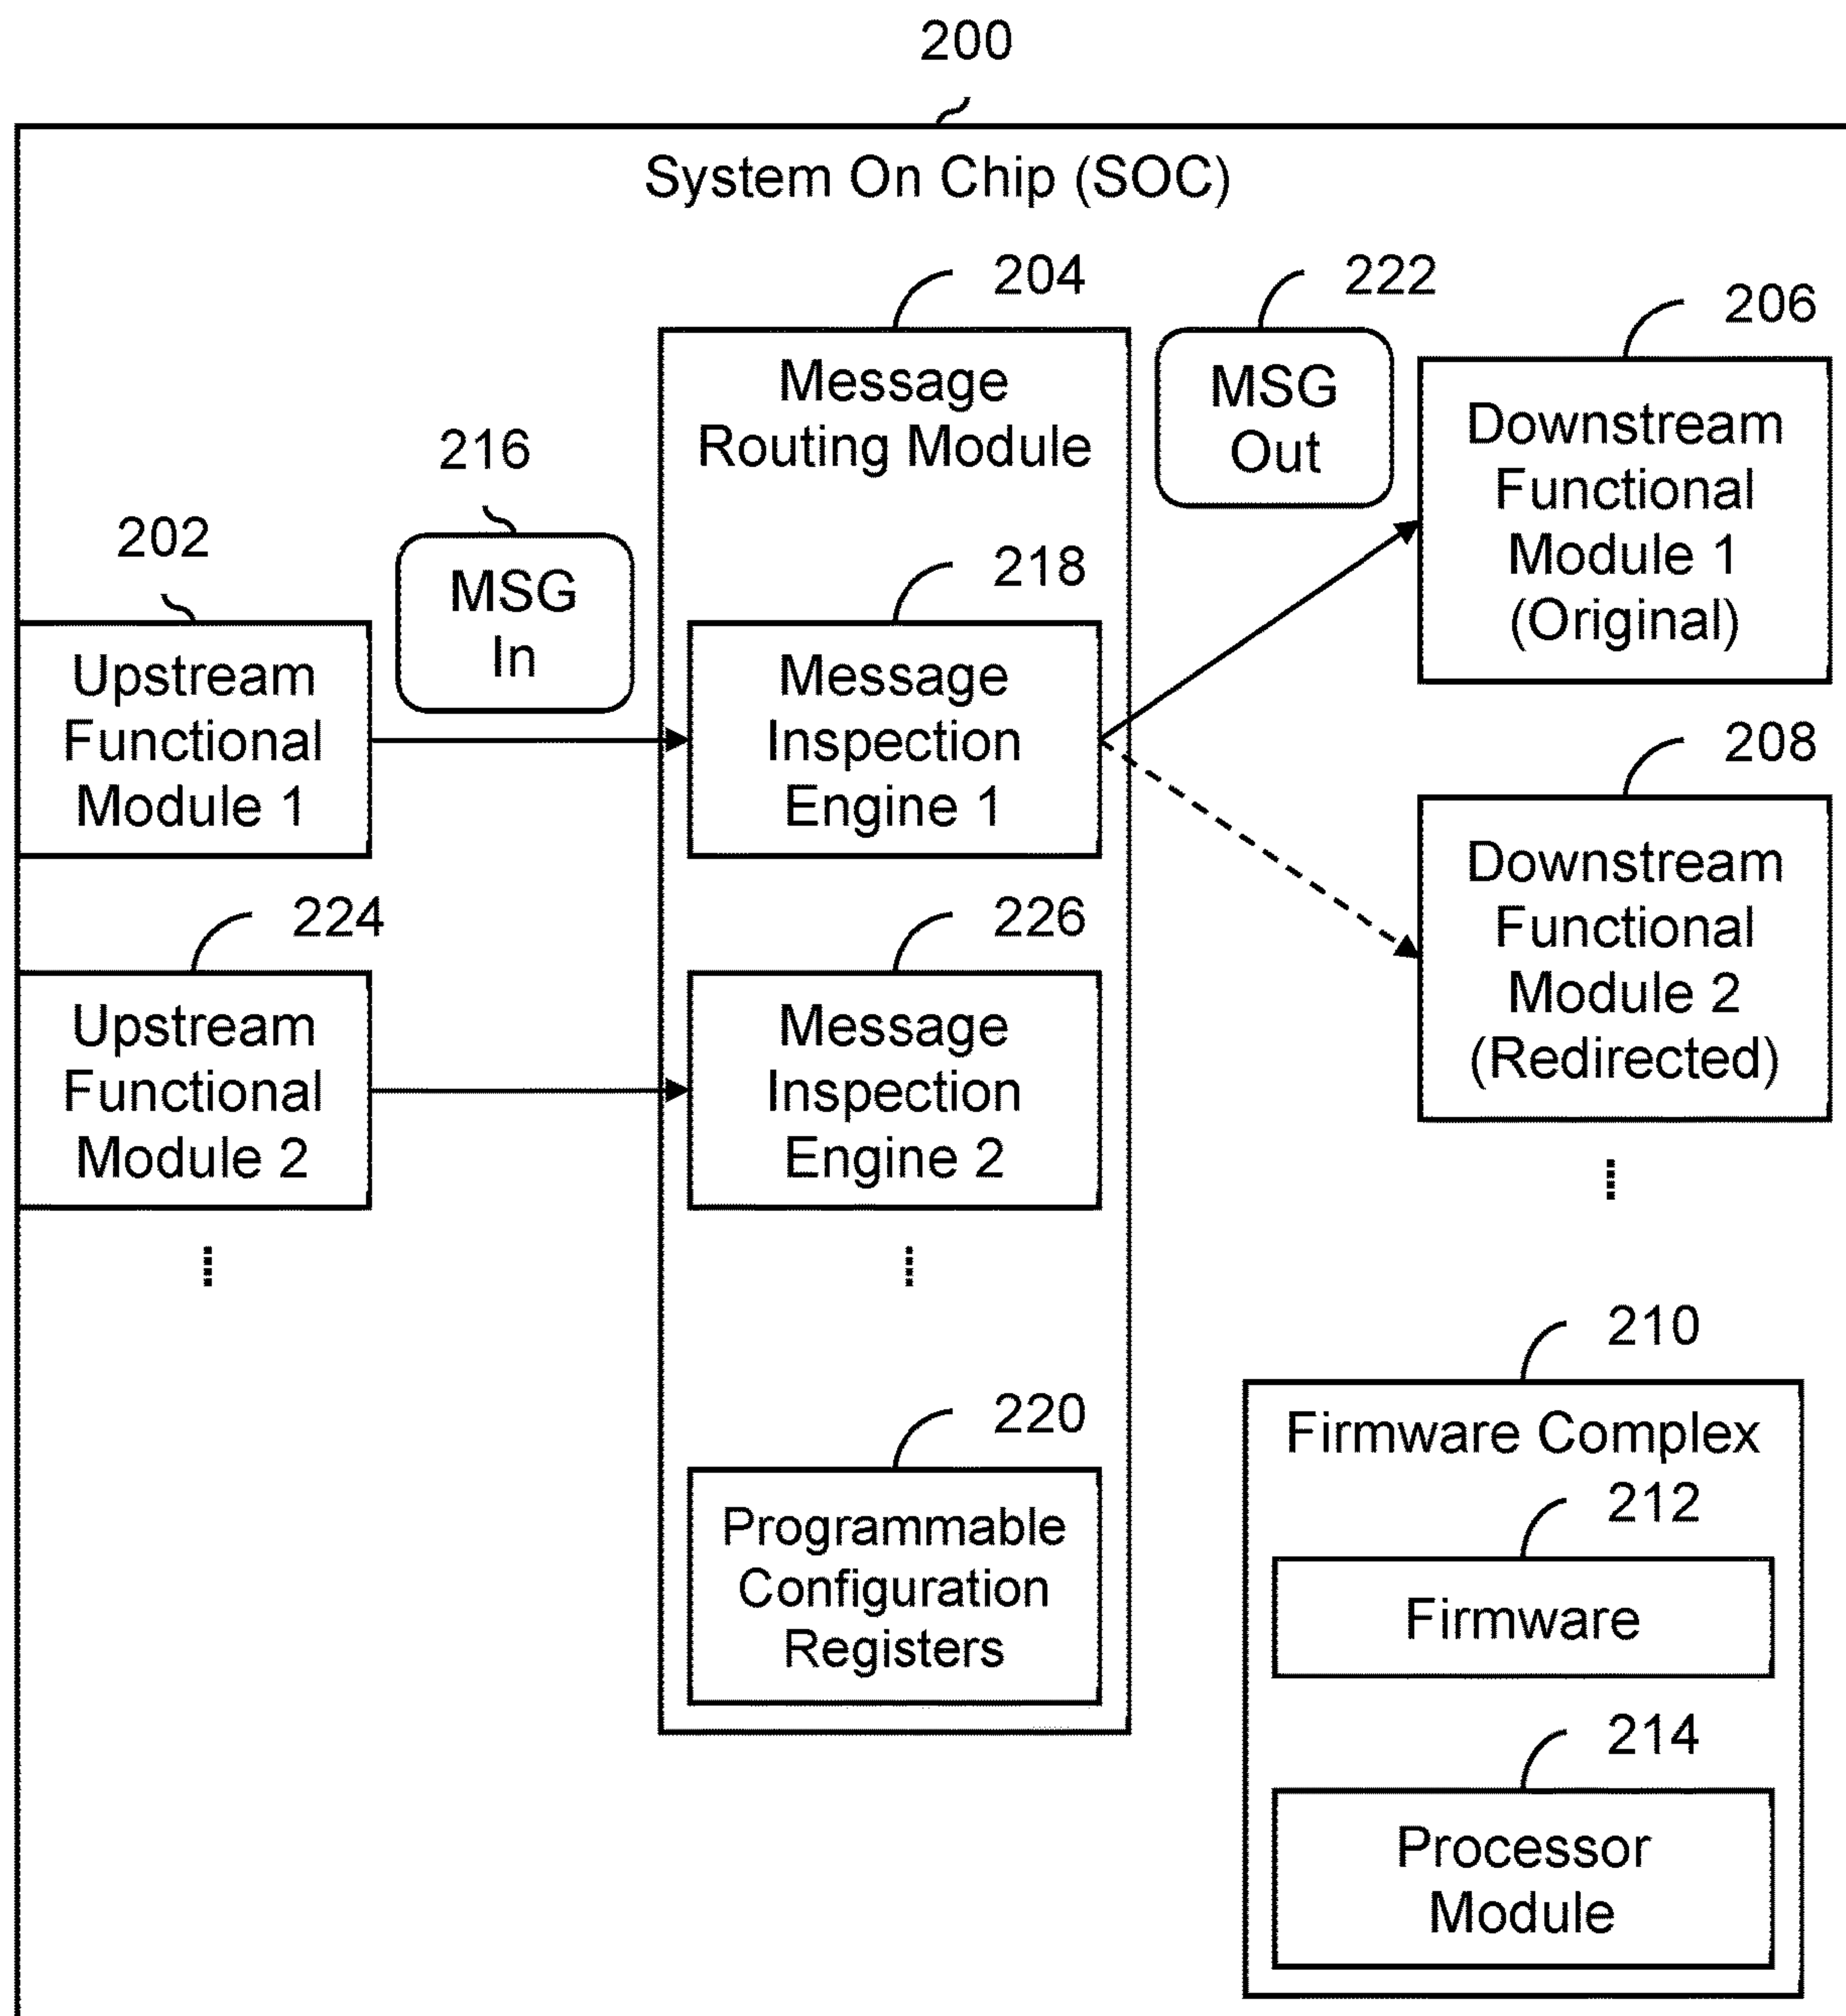 200
System On Chip (SOC)
204
222
206
Message
Routing Module
MSG
Out
Downstream
Functional
Module 1
(Original)
216
MSG
In
202
Upstream
Functional
Module 1
218
Message
Inspection
Engine 1
208
Downstream
Functional
Module 2
(Redirected)
224
Upstream
Functional
Module 2
226
Message
Inspection
Engine 2
220
Programmable
Configuration
Registers
210
Firmware Complex
212
Firmware
214
Processor
Module